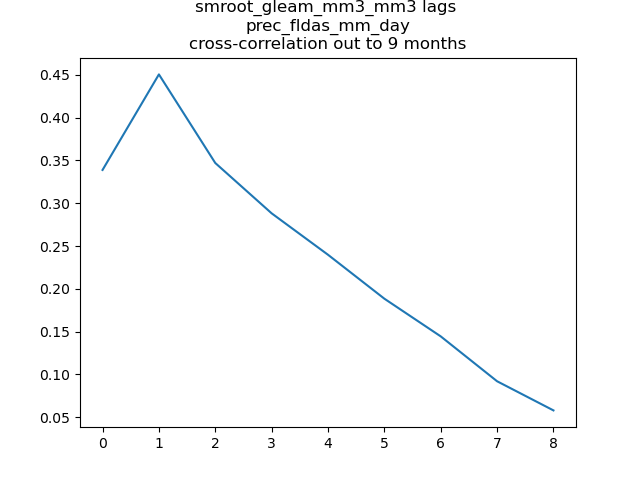 smroot_gleam_mm3_mm3 lags
prec_fldas_mm_day
cross-correlation out to 9 months
0.45
0.40
0.35
0.30
0.25
0.20
0.15
0.10
0.05
0 1 2 3 4 5 6 7 8